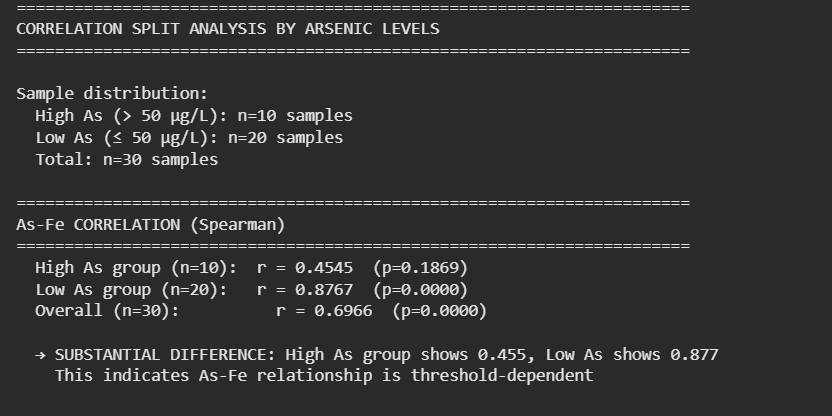 ======================================================================
CORRELATION SPLIT ANALYSIS BY ARSENIC LEVELS
======================================================================
Sample distribution:
High As (> 50 μg/L): n=10 samples
Low As (≤ 50 μg/L): n=20 samples
Total: n=30 samples
======================================================================
As-Fe CORRELATION (Spearman)
======================================================================
High As group (n=10):  r = 0.4545  (p=0.1869)
Low As group (n=20):   r = 0.8767  (p=0.0000)
Overall (n=30):          r = 0.6966  (p=0.0000)
→ SUBSTANTIAL DIFFERENCE: High As group shows 0.455, Low As shows 0.877
This indicates As-Fe relationship is threshold-dependent